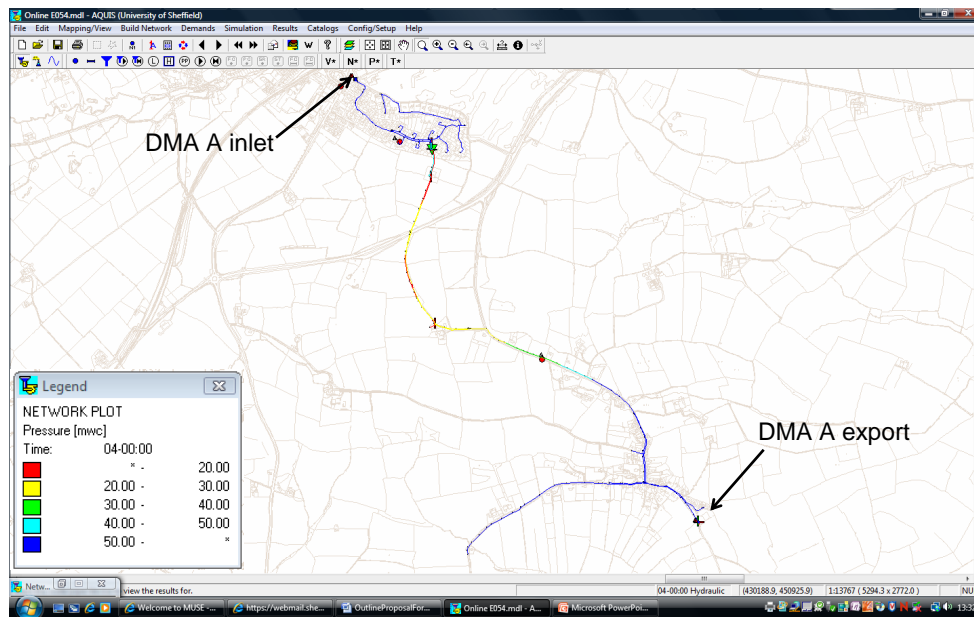 Online E054.mdl - AQUIS (University of Sheffield)
File Edit Mapping/View Build Network Demands Simulation Results Catalogs Config/Setup Help
V* N* P* T*
DMA A inlet
DMA A export
Legend
NETWORK PLOT
Pressure [mwc]
Time: 04-00:00
* - 20.00
20.00 - 30.00
30.00 - 40.00
40.00 - 50.00
50.00 - *
Netw... view the results for.
04-00:00 Hydraulic (430188.9, 450925.9) 1:13767 ( 5294.3 x 2772.0 ) NU
Welcome to MUSE -... https://webmail.she... OutlineProposalFor... Online E054.mdl - A... Microsoft PowerPoi... 13:32